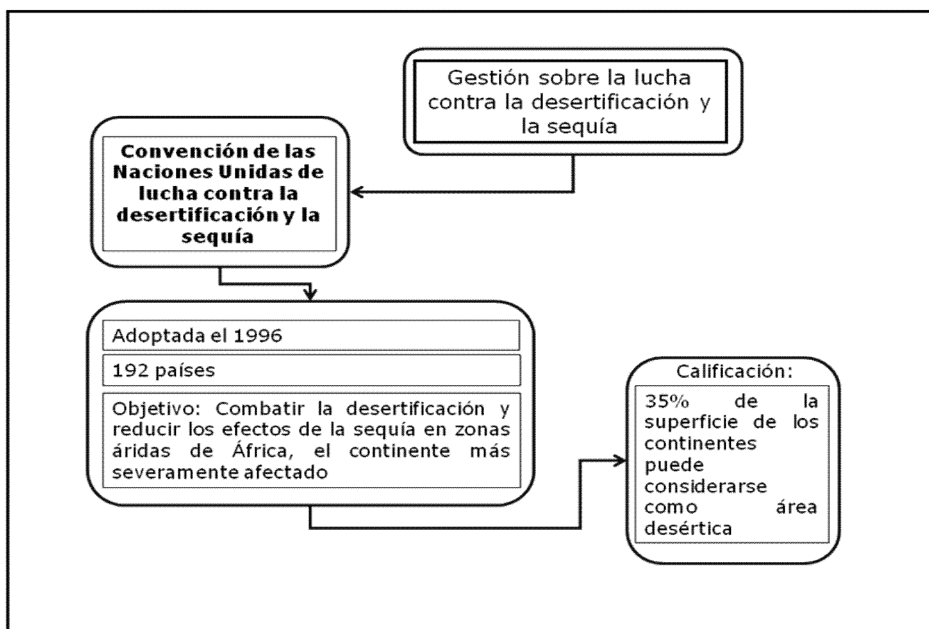 Gestión sobre la lucha
contra la desertificación y
la sequía
Convención de las
Naciones Unidas de
lucha contra la
desertificación y la
sequía
Adoptada el 1996
192 países
Objetivo: Combatir la desertificación y
reducir los efectos de la sequía en zonas
áridas de África, el continente más
severamente afectado
Calificación:
35% de la
superficie de los
continentes
puede
considerarse
como área
desértica